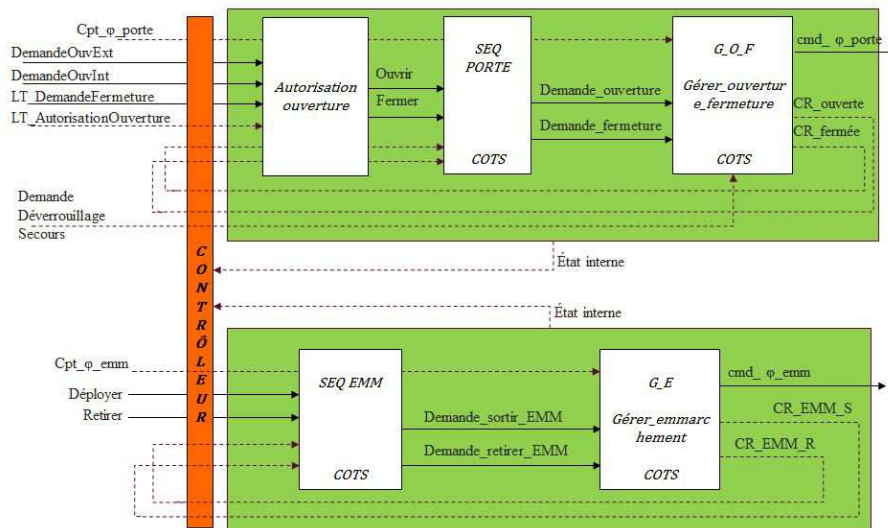 Cpt_φ_porte
DemandeOuvExt
DemandeOuvInt
LT_DemandeFermeture
LT_AutorisationOuverture
Autorisation
ouverture
Ouvrir
Fermer
SEQ
PORTE
COTS
Demande_ouverture
Demande_fermeture
G_O_F
Gérer_ouvertur
e_fermeture
COTS
cmd_ φ_porte
CR_ouverte
CR_fermée
Demande
Déverrouillage
Secours
CONTRÔLEUR
État interne
État interne
Cpt_φ_emm
Déployer
Retirer
SEQ EMM
COTS
Demande_sortir_EMM
Demande_retirer_EMM
G_E
Gérer_emmarc
hement
COTS
cmd_ φ_emm
CR_EMM_S
CR_EMM_R